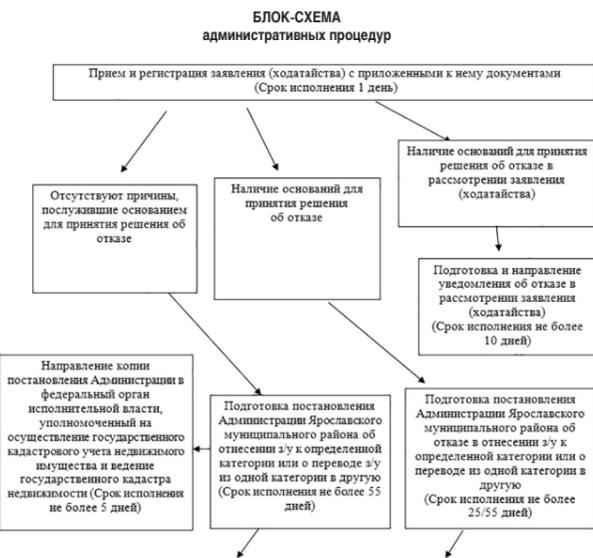 БЛОК-СХЕМА
административных процедур
Прием и регистрация заявления (ходатайства) с приложенными к нему документами
(Срок исполнения 1 день)
Отсутствуют причины,
послужившие основанием
для принятия решения об
отказе
Наличие оснований для
принятия решения
об отказе
Наличие оснований для принятия
решения об отказе в
рассмотрении заявления
(ходатайства)
Подготовка и направление
уведомления об отказе в
рассмотрении заявления
(ходатайства)
(Срок исполнения не более
10 дней)
Направление копии
постановления Администрации в
федеральный орган
исполнительной власти,
уполномоченный на
осуществление государственного
кадастрового учета недвижимого
имущества и ведение
государственного кадастра
недвижимости (Срок исполнения
не более 5 дней)
Подготовка постановления
Администрации Ярославского
муниципального района об
отнесении з/у к определенной
категории или о переводе з/у
из одной категории в другую
(Срок исполнения не более 55
дней)
Подготовка постановления
Администрации Ярославского
муниципального района об
отказе в отнесении з/у к
определенной категории или о
переводе из одной категории в
другую
(Срок исполнения не более
25/55 дней)